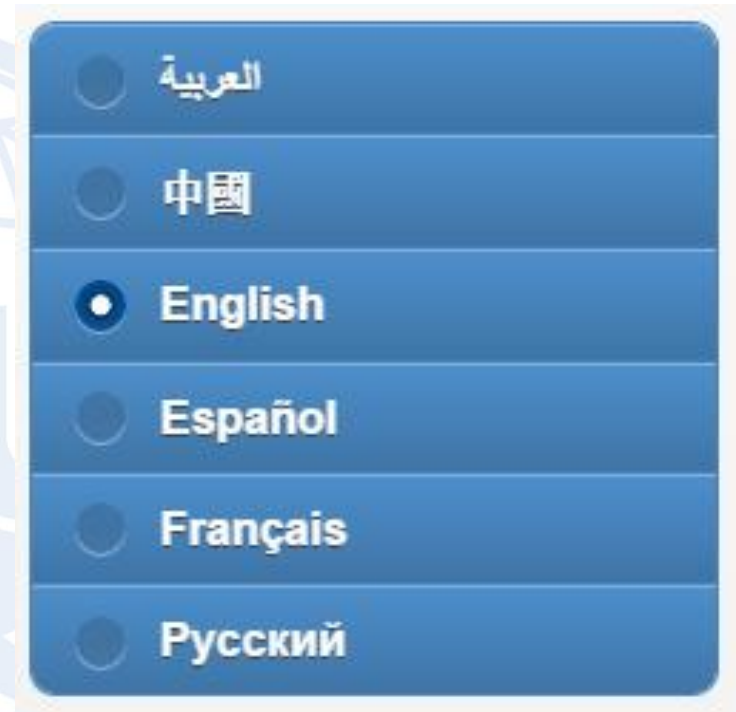 العربية
中國
English
Español
Français
Русский